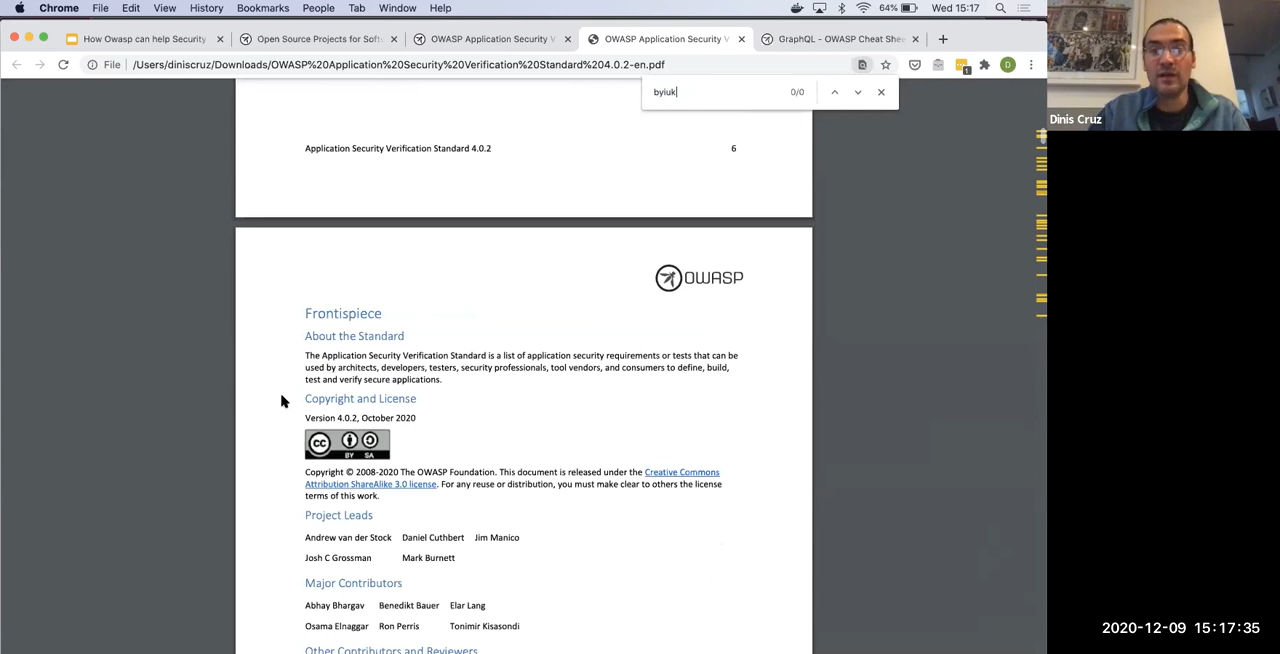 Chrome File Edit View History Bookmarks People Tab Window Help 64% Wed 15:17
How Owasp can help Security
Open Source Projects for Soft
OWASP Application Security V
OWASP Application Security V
GraphQL - OWASP Cheat Shee
File /Users/diniscruz/Downloads/OWASP%20Application%20Security%20Verification%20Standard%204.0.2-en.pdf
1
D
byiuk 0/0
Dinis Cruz
Application Security Verification Standard 4.0.2 6
OWASP
Frontispiece
About the Standard
The Application Security Verification Standard is a list of application security requirements or tests that can be
used by architects, developers, testers, security professionals, tool vendors, and consumers to define, build,
test and verify secure applications.
Copyright and License
Version 4.0.2, October 2020
cc BY SA
Copyright © 2008-2020 The OWASP Foundation. This document is released under the Creative Commons
Attribution ShareAlike 3.0 license. For any reuse or distribution, you must make clear to others the license
terms of this work.
Project Leads
Andrew van der Stock Daniel Cuthbert Jim Manico
Josh C Grossman Mark Burnett
Major Contributors
Abhay Bhargav Benedikt Bauer Elar Lang
Osama Elnaggar Ron Perris Tonimir Kisasondi
Other Contributors and Reviewers
2020-12-09 15:17:35